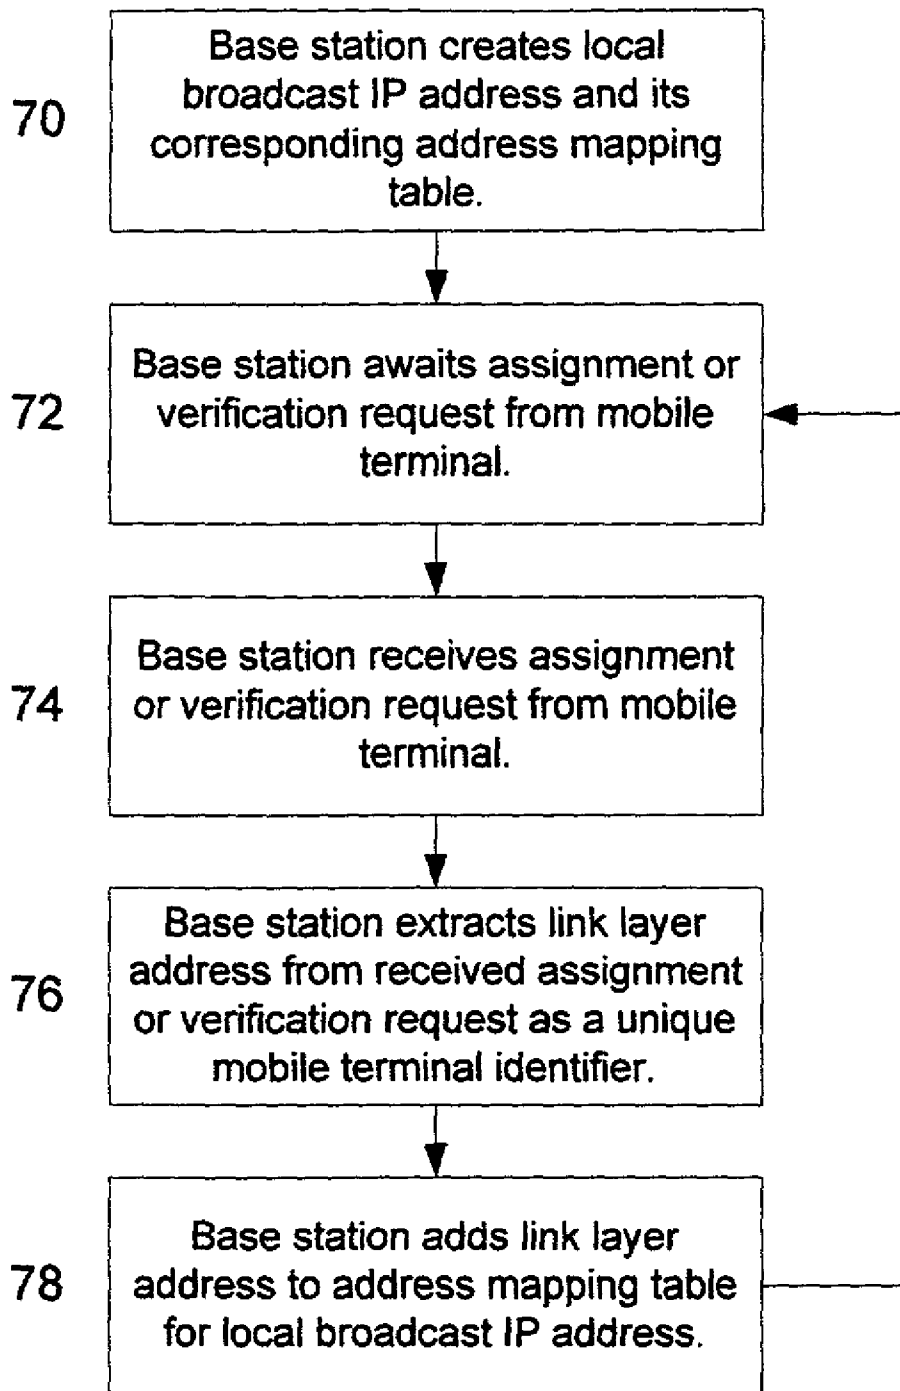 70
Base station creates local
broadcast IP address and its
corresponding address mapping
table.
72
Base station awaits assignment or
verification request from mobile
terminal.
74
Base station receives assignment
or verification request from mobile
terminal.
76
Base station extracts link layer
address from received assignment
or verification request as a unique
mobile terminal identifier.
78
Base station adds link layer
address to address mapping table
for local broadcast IP address.